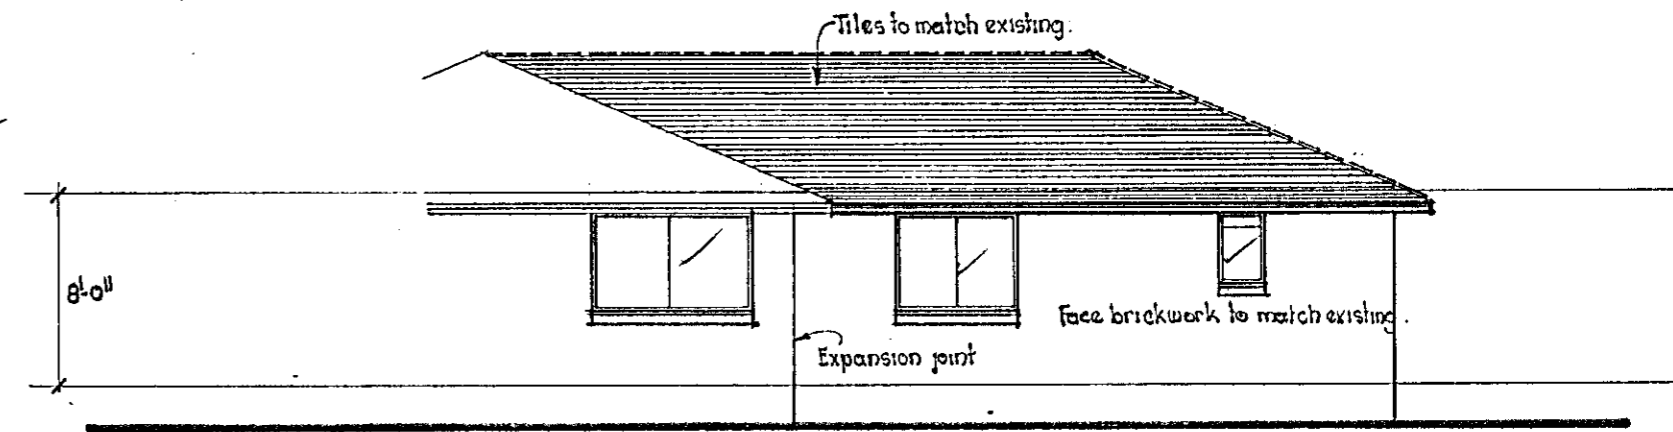 Tiles to match existing.
8'-0"
Face brickwork to match existing.
Expansion joint